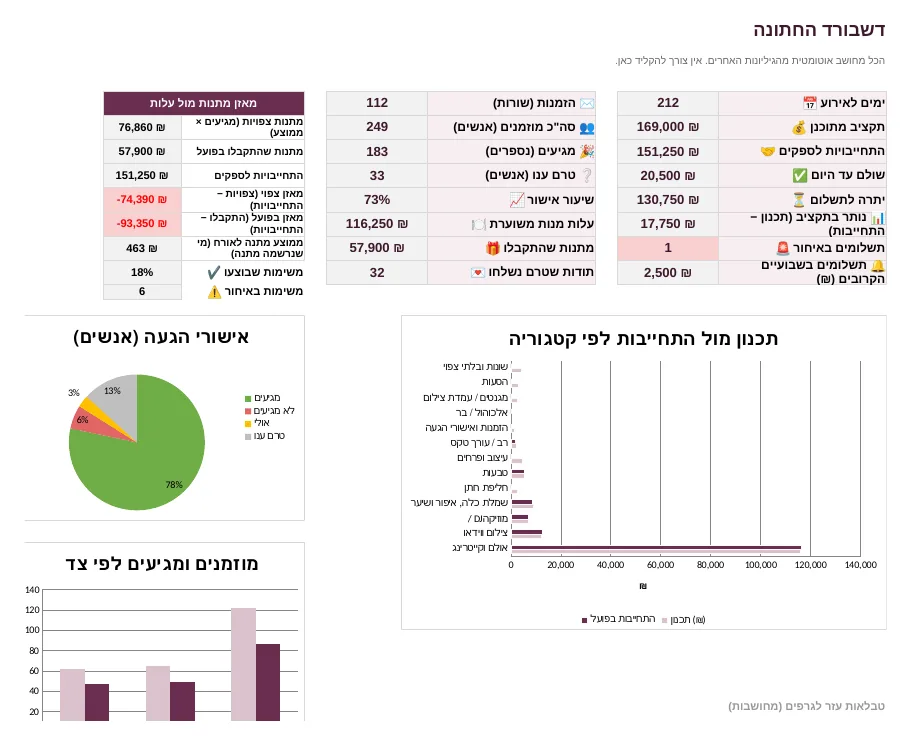 דשבורד החתונה
הכל מחושב אוטומטית מהגיליונות האחרים. אין צורך להקליד כאן.
ימים לאירוע 📅 212
תקציב מתוכנן 💰 169,000 ₪
התחייבויות לספקים 🤝 151,250 ₪
שולם עד היום ✅ 20,500 ₪
יתרה לתשלום ⏳ 130,750 ₪
📊 נותר בתקציב (תכנון –
התחייבות) 17,750 ₪
תשלומים באיחור 🚨 1
🔔 תשלומים בשבועיים
הקרובים (₪) 2,500 ₪
✉️ הזמנות (שורות) 112
👥 סה"כ מוזמנים (אנשים) 249
🎉 מגיעים (נספרים) 183
❔ טרם ענו (אנשים) 33
שיעור אישור 📈 73%
עלות מנות משוערת 🍽️ 116,250 ₪
מתנות שהתקבלו 🎁 57,900 ₪
תודות שטרם נשלחו 💌 32
מאזן מתנות מול עלות
מתנות צפויות (מגיעים ×
ממוצע) 76,860 ₪
מתנות שהתקבלו בפועל 57,900 ₪
התחייבויות לספקים 151,250 ₪
מאזן צפוי (צפויות –
התחייבויות) -74,390 ₪
מאזן בפועל (התקבלו –
התחייבויות) -93,350 ₪
ממוצע מתנה לאורח (מי
שנרשמה מתנה) 463 ₪
משימות שבוצעו ✔️ 18%
משימות באיחור ⚠️ 6
תכנון מול התחייבות לפי קטגוריה
שונות ובלתי צפוי
הסעות
מגנטים / עמדת צילום
אלכוהול / בר
הזמנות ואישורי הגעה
רב / עורך טקס
עיצוב ופרחים
טבעות
חליפת חתן
שמלת כלה, איפור ושיער
מוזיקה/DJ
צילום ווידאו
אולם וקייטרינג
0 20,000 40,000 60,000 80,000 100,000 120,000 140,000
₪
התחייבות בפועל תכנון (₪)
אישורי הגעה (אנשים)
3% 13%
6%
78%
מגיעים
לא מגיעים
אולי
טרם ענו
מוזמנים ומגיעים לפי צד
140
120
100
80
60
40
20
טבלאות עזר לגרפים (מחושבות)